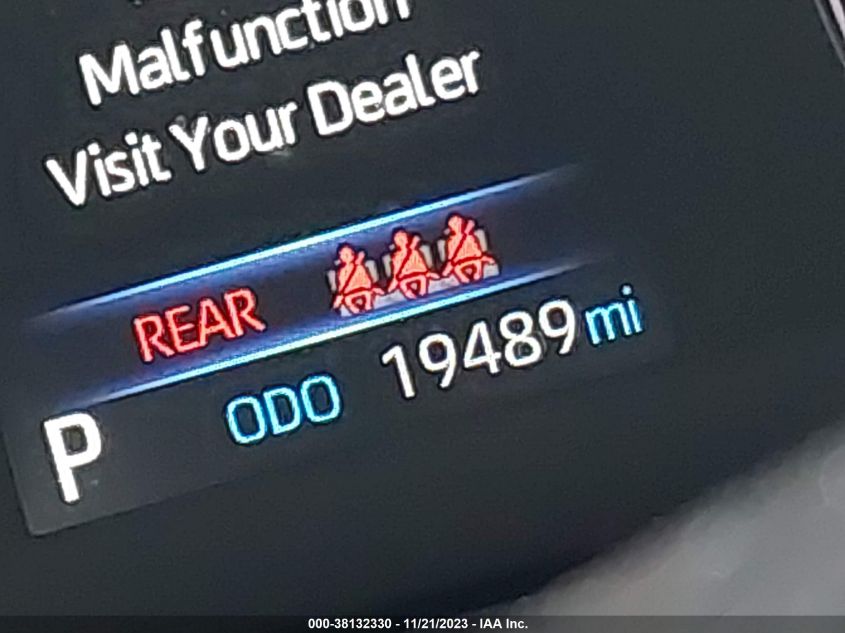 Malfunction
Visit Your Dealer
REAR
P ODO 19489 mi
000-38132330 - 11/21/2023 - IAA Inc.